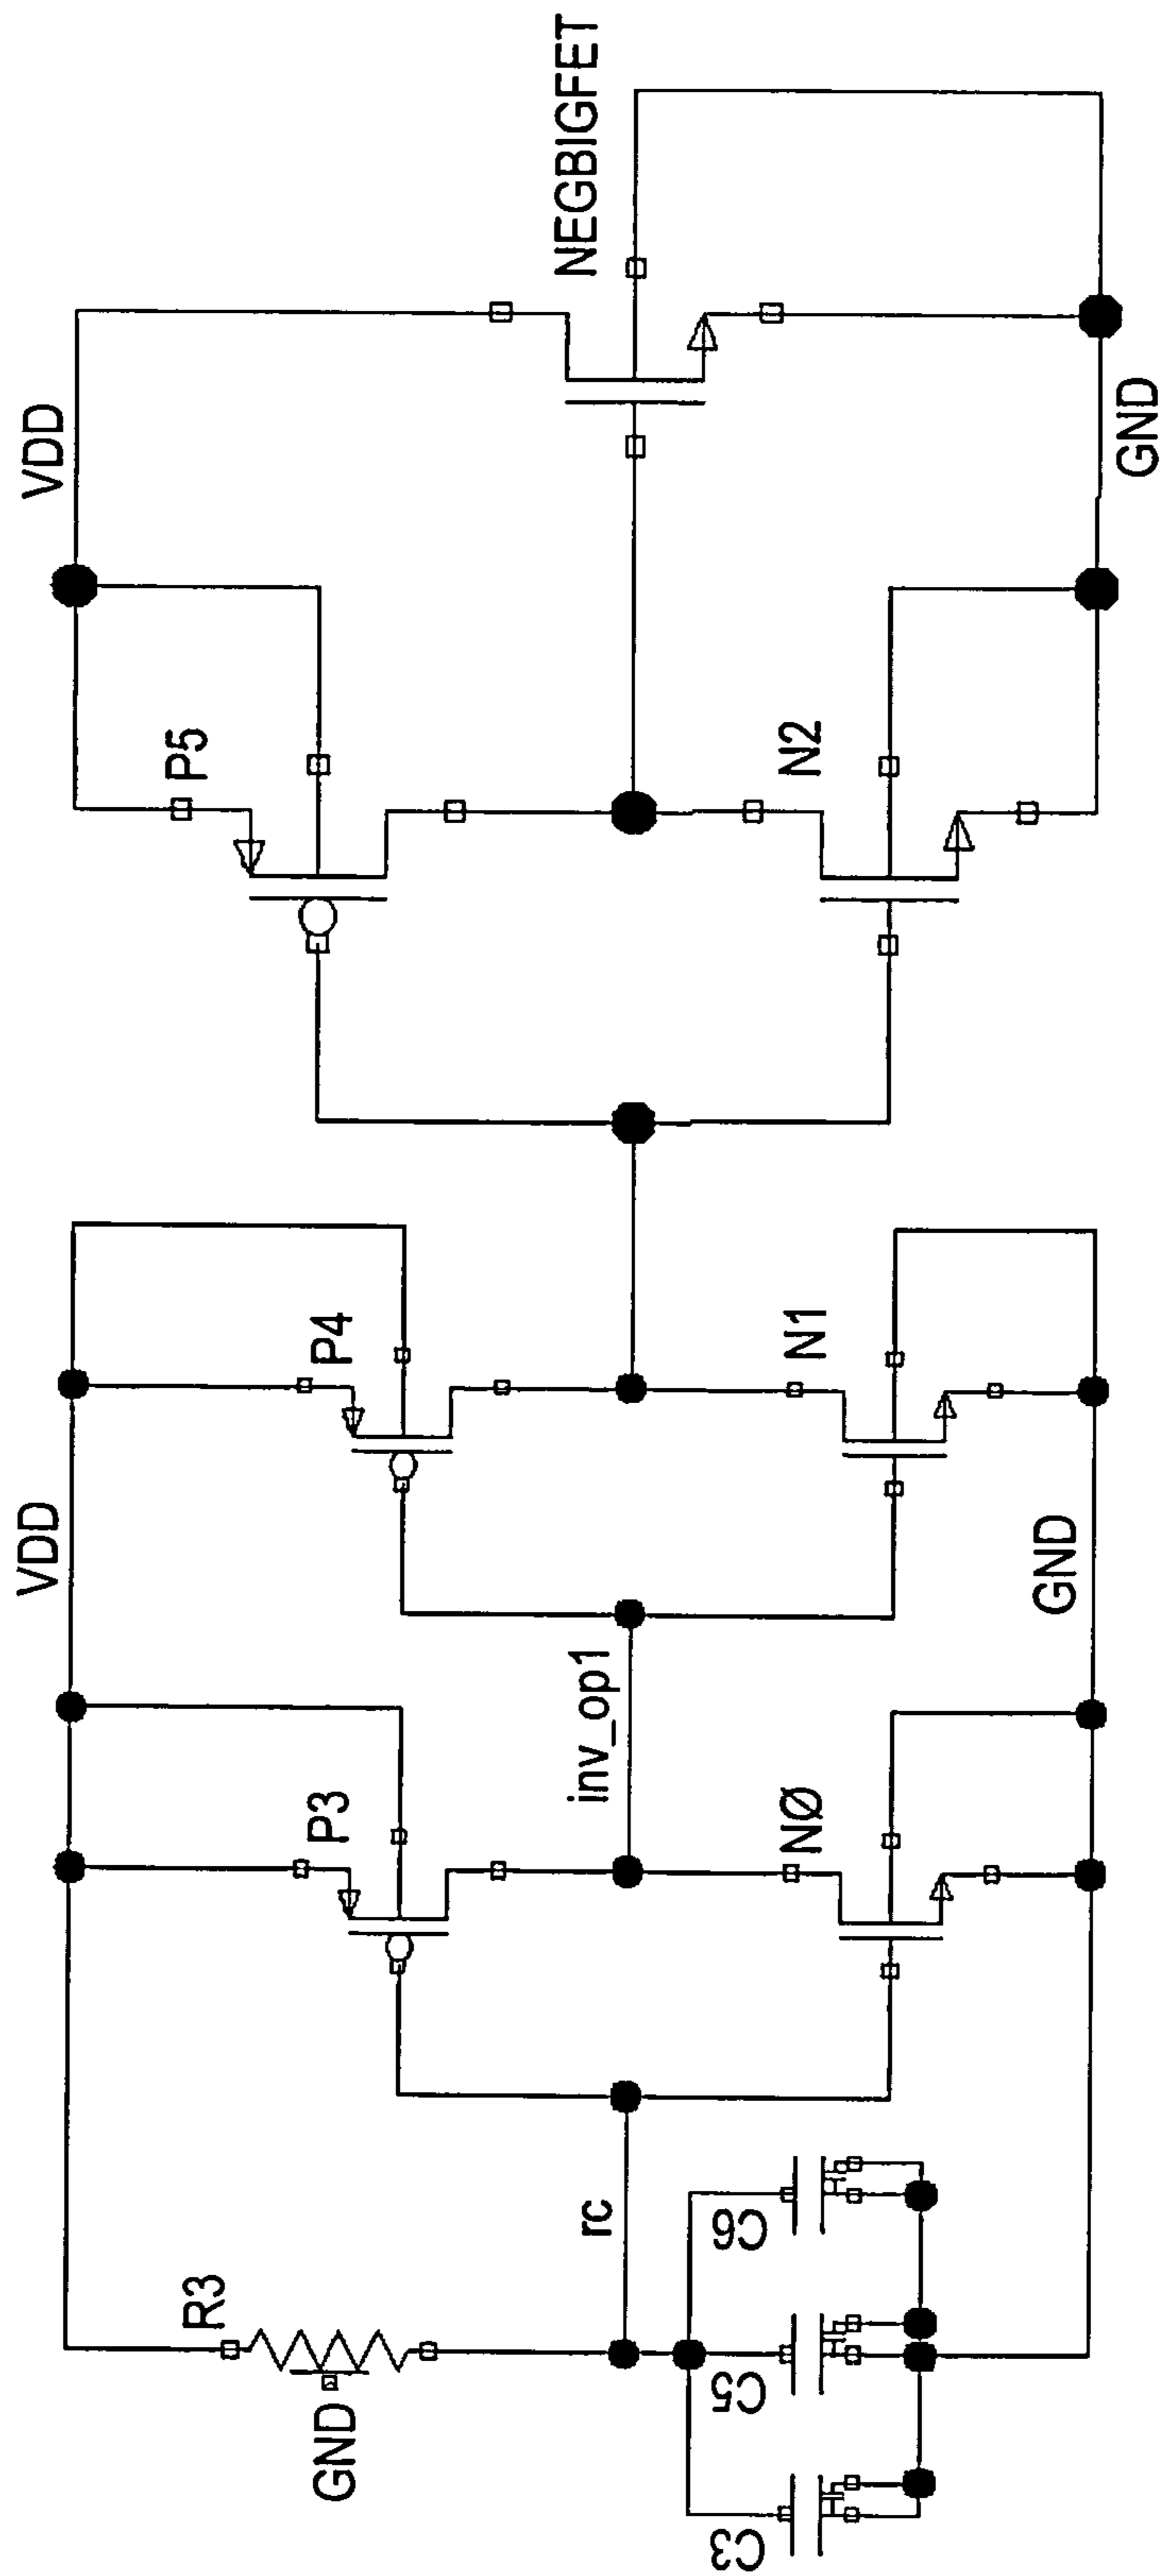 VDD
VDD
P5
NEGBIGFET
P4
P3
R3
GND
N2
inv_op1
N1
NØ
rc
C3
C5
C6
GND
GND